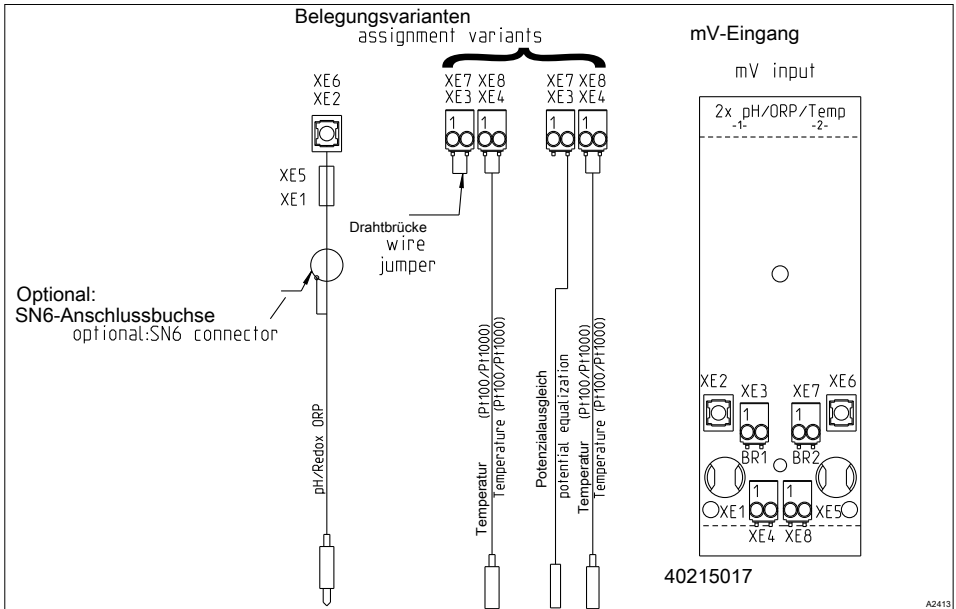 Belegungsvarianten
assignment variants
mV-Eingang
mV input
XE6
XE2
XE7 XE8
XE3 XE4
XE7 XE8
XE3 XE4
1 1
1 1
XE5
XE1
Drahtbrücke
wire
jumper
Optional:
SN6-Anschlussbuchse
optional:SN6 connector
pH/Redox ORP
Temperatur (Pt100/Pt1000)
Temperature (Pt100/Pt1000)
Potenzialausgleich
potential equalization
Temperatur (Pt100/Pt1000)
Temperature (Pt100/Pt1000)
2x pH/ORP/Temp
-1- -2-
XE2 XE3 XE7 XE6
1 1
BR1 BR2
1 1
XE1 XE5
XE4 XE8
40215017
A2413